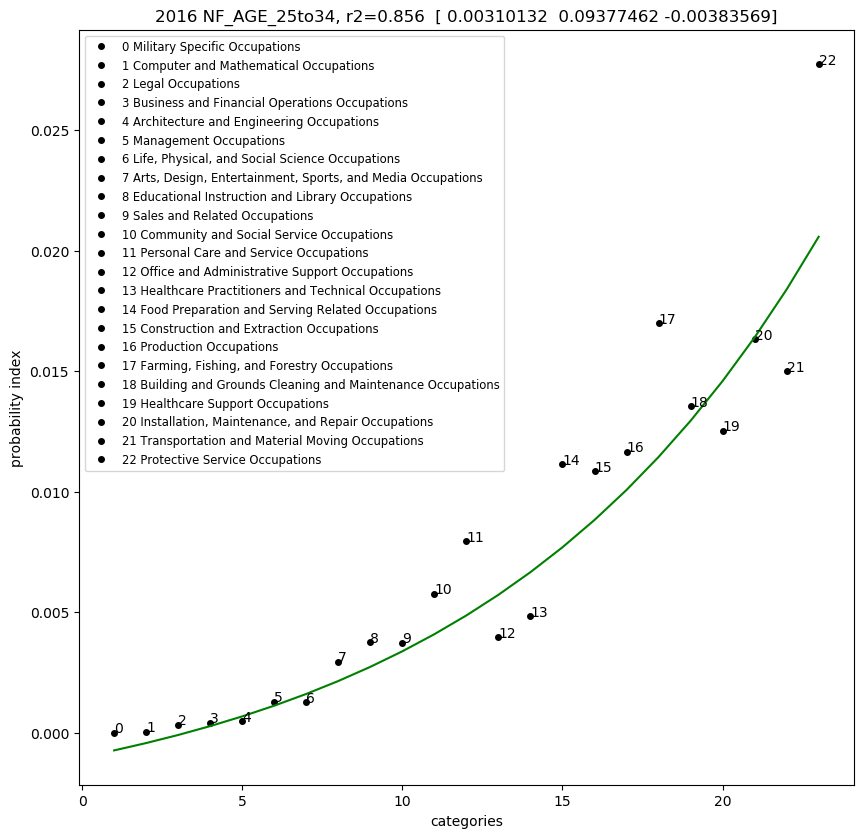 2016 NF_AGE_25to34, r2=0.856  [ 0.00310132  0.09377462 -0.00383569]
0 Military Specific Occupations
1 Computer and Mathematical Occupations
2 Legal Occupations
3 Business and Financial Operations Occupations
4 Architecture and Engineering Occupations
5 Management Occupations
6 Life, Physical, and Social Science Occupations
7 Arts, Design, Entertainment, Sports, and Media Occupations
8 Educational Instruction and Library Occupations
9 Sales and Related Occupations
10 Community and Social Service Occupations
11 Personal Care and Service Occupations
12 Office and Administrative Support Occupations
13 Healthcare Practitioners and Technical Occupations
14 Food Preparation and Serving Related Occupations
15 Construction and Extraction Occupations
16 Production Occupations
17 Farming, Fishing, and Forestry Occupations
18 Building and Grounds Cleaning and Maintenance Occupations
19 Healthcare Support Occupations
20 Installation, Maintenance, and Repair Occupations
21 Transportation and Material Moving Occupations
22 Protective Service Occupations
probability index
0.025
0.020
0.015
0.010
0.005
0.000
0
1
2
3
4
5
6
7
8
9
10
11
12
13
14
15
16
17
18
19
20
21
22
0
5
10
15
20
categories